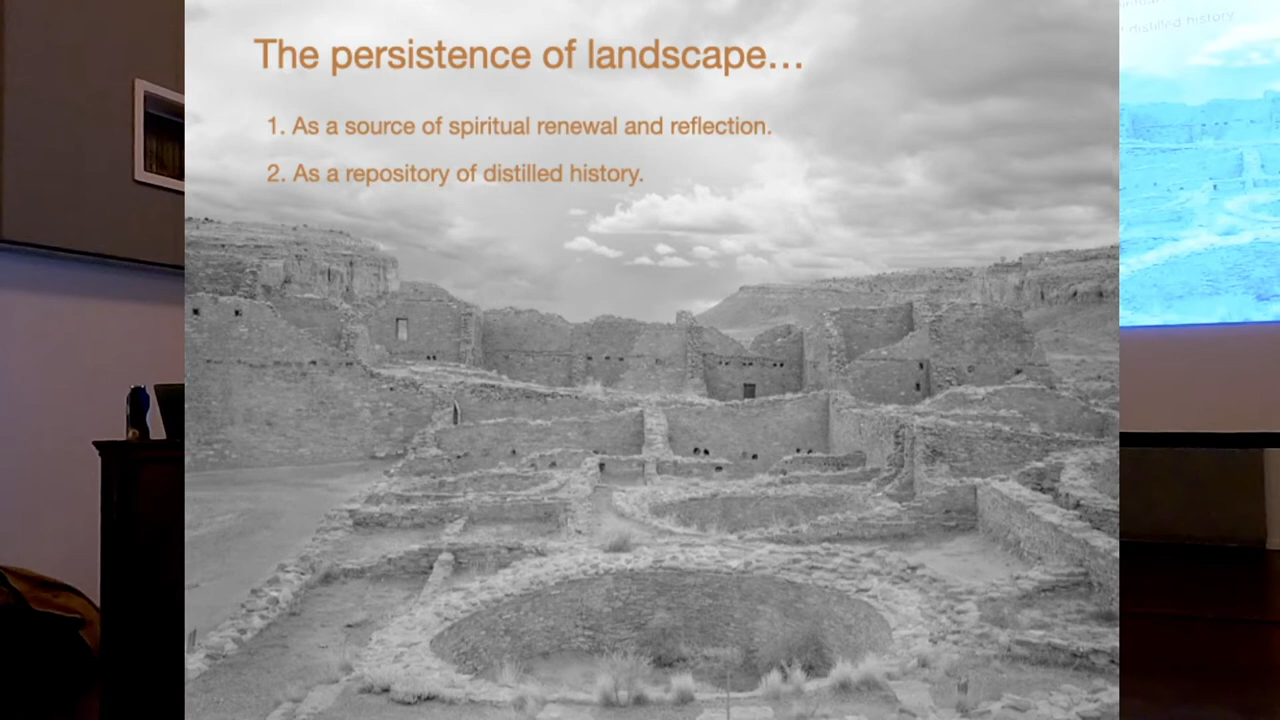 The persistence of landscape...
1. As a source of spiritual renewal and reflection.
2. As a repository of distilled history.
distilled history